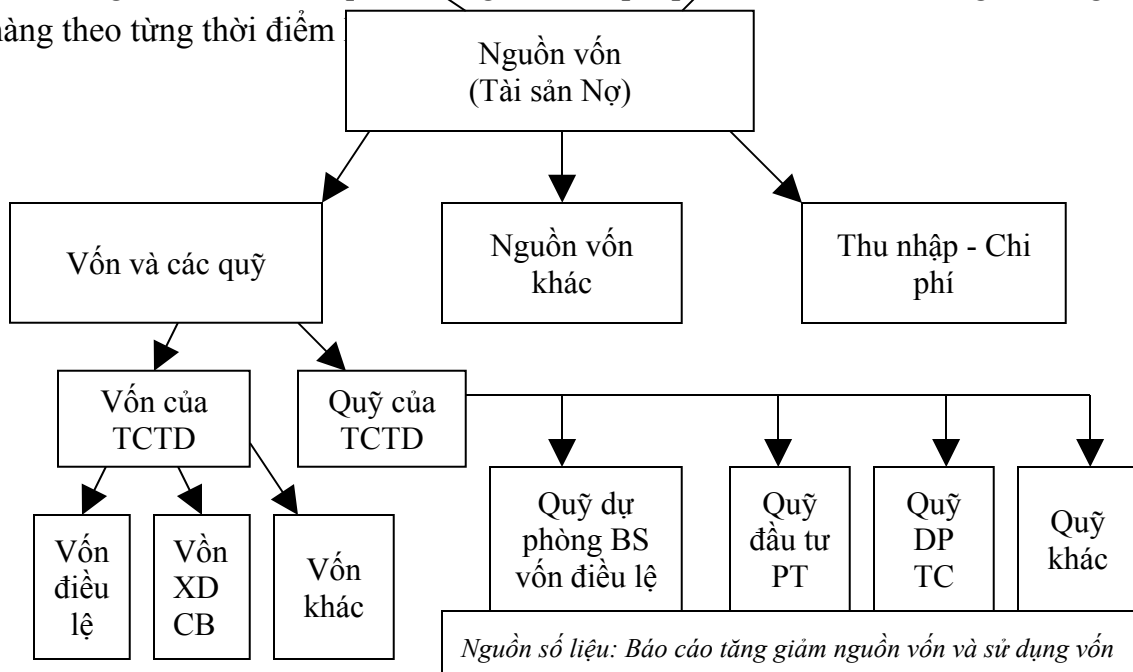 hàng theo từng thời điểm
Nguồn vốn
(Tài sản Nợ)
Vốn và các quỹ
Nguồn vốn
khác
Thu nhập - Chi
phí
Vốn của
TCTD
Quỹ của
TCTD
Vốn
điều
lệ
Vồn
XD
CB
Vốn
khác
Quỹ dự
phòng BS
vốn điều lệ
Quỹ
đầu tư
PT
Quỹ
DP
TC
Quỹ
khác
Nguồn số liệu: Báo cáo tăng giảm nguồn vốn và sử dụng vốn